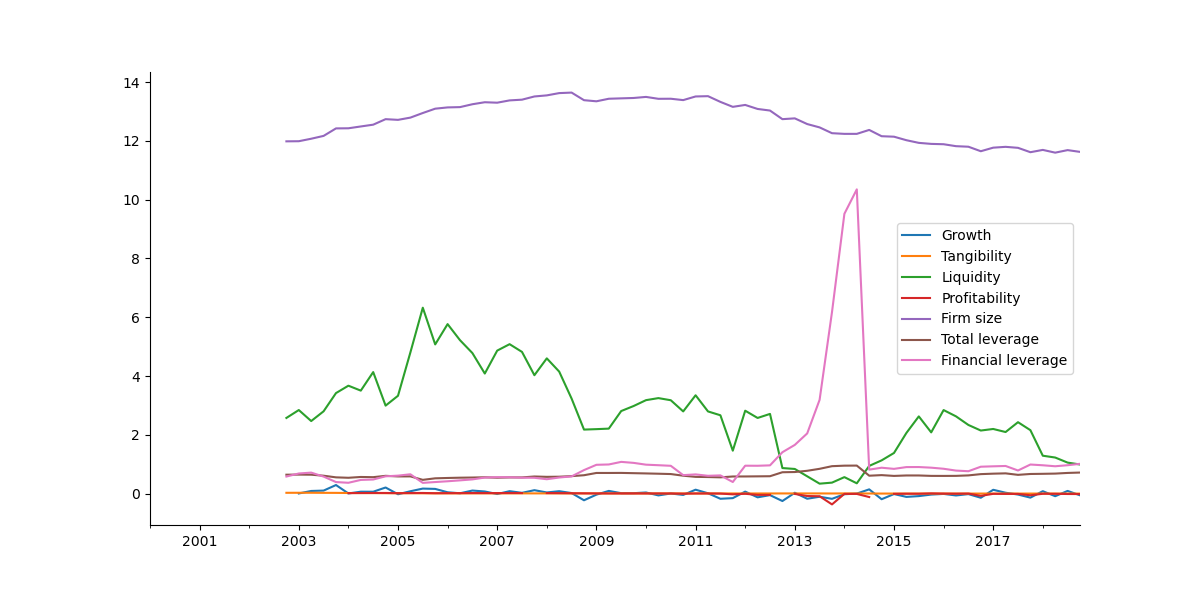 14
12
10
8
6
4
2
0
Growth
Tangibility
Liquidity
Profitability
Firm size
Total leverage
Financial leverage
2001 2003 2005 2007 2009 2011 2013 2015 2017